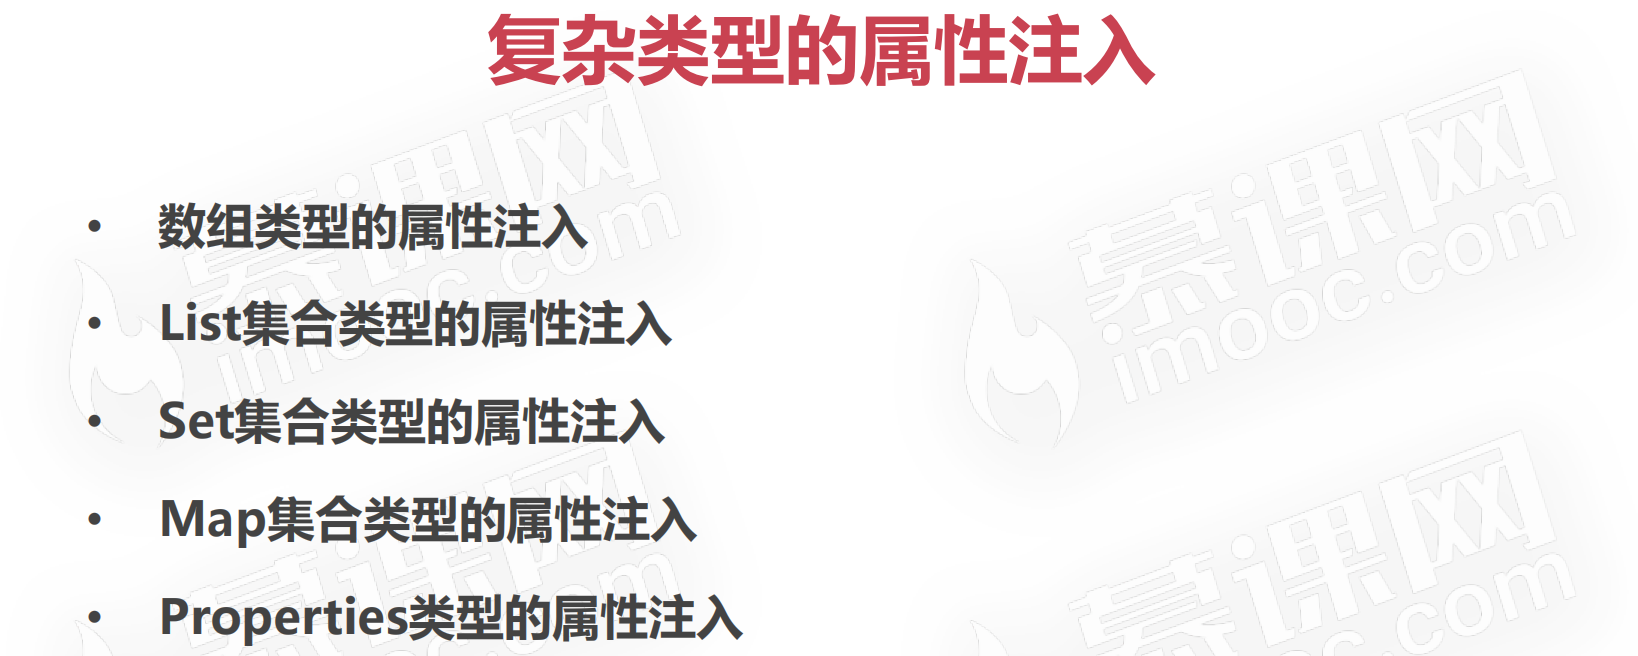 复杂类型的属性注入
• 数组类型的属性注入
• List集合类型的属性注入
• Set集合类型的属性注入
• Map集合类型的属性注入
• Properties类型的属性注入
慕课网
imooc.com
慕课网
imooc.com
慕课网
imooc.com
慕课网
imooc.com